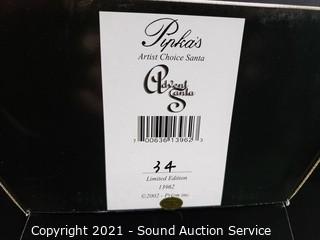 Pipka's
Artist Choice Santa
Advent
Santa
7 00636 13962 3
34
Limited Edition
13962
©2002 - Prizm inc.
Copyright 2021 - Sound Auction Service